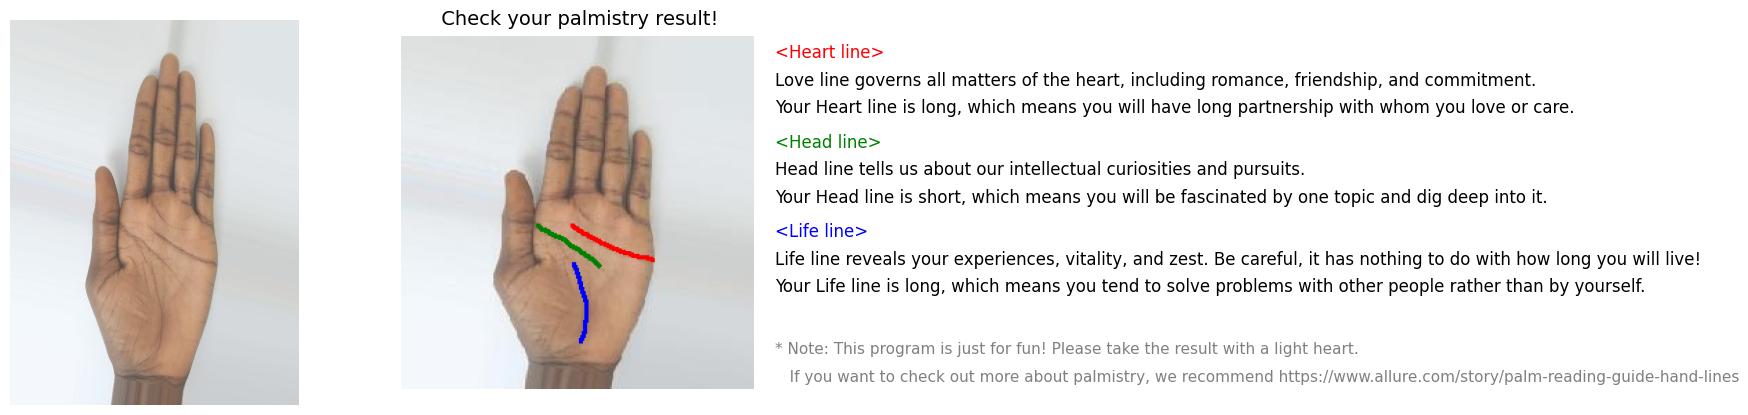 Check your palmistry result!
<Heart line>
Love line governs all matters of the heart, including romance, friendship, and commitment.
Your Heart line is long, which means you will have long partnership with whom you love or care.
<Head line>
Head line tells us about our intellectual curiosities and pursuits.
Your Head line is short, which means you will be fascinated by one topic and dig deep into it.
<Life line>
Life line reveals your experiences, vitality, and zest. Be careful, it has nothing to do with how long you will live!
Your Life line is long, which means you tend to solve problems with other people rather than by yourself.
* Note: This program is just for fun! Please take the result with a light heart.
If you want to check out more about palmistry, we recommend https://www.allure.com/story/palm-reading-guide-hand-lines